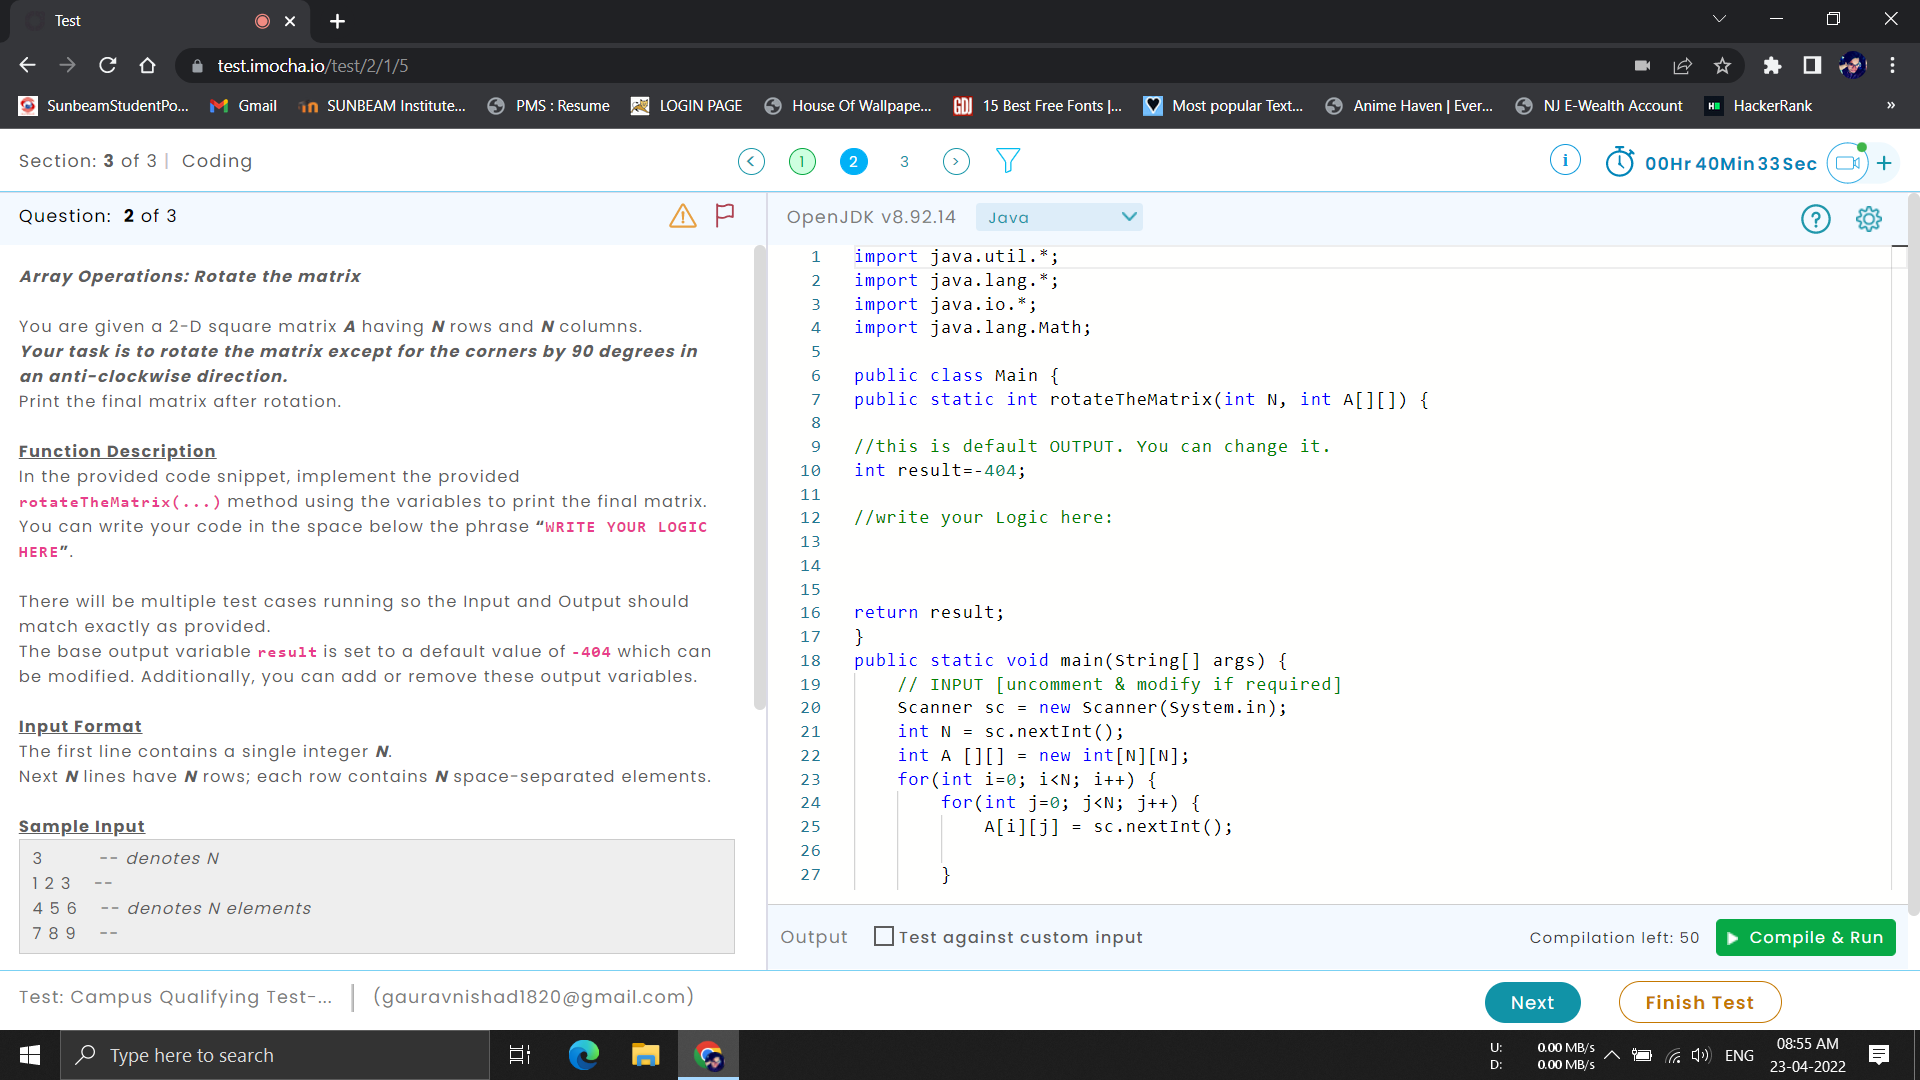 Test
test.imocha.io/test/2/1/5
SunbeamStudentPo... Gmail SUNBEAM Institute... PMS : Resume LOGIN PAGE House Of Wallpape... GDJ 15 Best Free Fonts |... Most popular Text... Anime Haven | Ever... NJ E-Wealth Account HackerRank »
Section: 3 of 3 | Coding
1 2 3
00Hr 40Min 33Sec
Question: 2 of 3
OpenJDK v8.92.14 Java
Array Operations: Rotate the matrix
You are given a 2-D square matrix A having N rows and N columns.
Your task is to rotate the matrix except for the corners by 90 degrees in
an anti-clockwise direction.
Print the final matrix after rotation.
Function Description
In the provided code snippet, implement the provided
rotateTheMatrix(...) method using the variables to print the final matrix.
You can write your code in the space below the phrase “WRITE YOUR LOGIC
HERE”.
There will be multiple test cases running so the Input and Output should
match exactly as provided.
The base output variable result is set to a default value of -404 which can
be modified. Additionally, you can add or remove these output variables.
Input Format
The first line contains a single integer N.
Next N lines have N rows; each row contains N space-separated elements.
Sample Input
3 -- denotes N
1 2 3 --
4 5 6 -- denotes N elements
7 8 9 --
1 import java.util.*;
2 import java.lang.*;
3 import java.io.*;
4 import java.lang.Math;
5
6 public class Main {
7 public static int rotateTheMatrix(int N, int A[][]) {
8
9 //this is default OUTPUT. You can change it.
10 int result=-404;
11
12 //write your Logic here:
13
14
15
16 return result;
17 }
18 public static void main(String[] args) {
19 // INPUT [uncomment & modify if required]
20 Scanner sc = new Scanner(System.in);
21 int N = sc.nextInt();
22 int A [][] = new int[N][N];
23 for(int i=0; i<N; i++) {
24 for(int j=0; j<N; j++) {
25 A[i][j] = sc.nextInt();
26
27 }
Output Test against custom input Compilation left: 50 Compile & Run
Test: Campus Qualifying Test-... (gauravnishad1820@gmail.com)
Next Finish Test
Type here to search
U: 0.00 MB/s
D: 0.00 MB/s
ENG
08:55 AM
23-04-2022